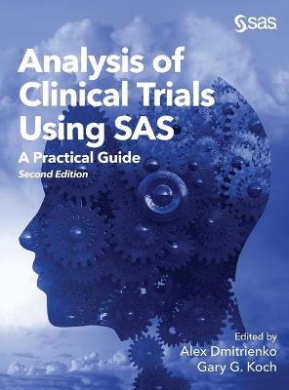 sas
Analysis of
Clinical Trials
Using SAS
A Practical Guide
Second Edition
Edited by
Alex Dmitrienko
Gary G. Koch